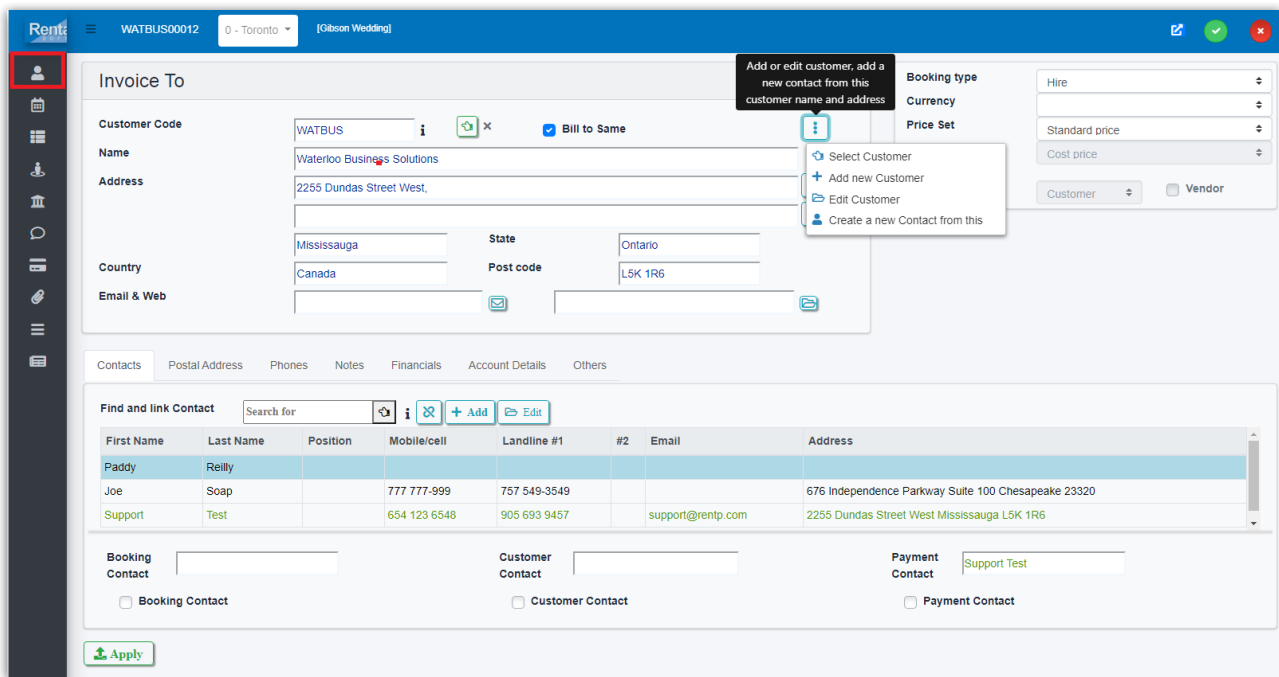 Renta
WATBUS00012
0 - Toronto
[Gibson Wedding]
Invoice To
Add or edit customer, add a
new contact from this
customer name and address
Booking type
Hire
Currency
Price Set
Standard price
Cost price
Customer
Vendor
Customer Code
WATBUS
Bill to Same
Name
Waterloo Business Solutions
Address
2255 Dundas Street West,
Mississauga
State
Ontario
Country
Canada
Post code
L5K 1R6
Email & Web
Select Customer
Add new Customer
Edit Customer
Create a new Contact from this
Contacts Postal Address Phones Notes Financials Account Details Others
Find and link Contact Search for i + Add Edit
First Name Last Name Position Mobile/cell Landline #1 #2 Email Address
Paddy Reilly
Joe Soap 777 777-999 757 549-3549 676 Independence Parkway Suite 100 Chesapeake 23320
Support Test 654 123 6548 905 693 9457 support@rentp.com 2255 Dundas Street West Mississauga L5K 1R6
Booking
Contact
Customer
Contact
Payment
Contact
Support Test
Booking Contact
Customer Contact
Payment Contact
Apply